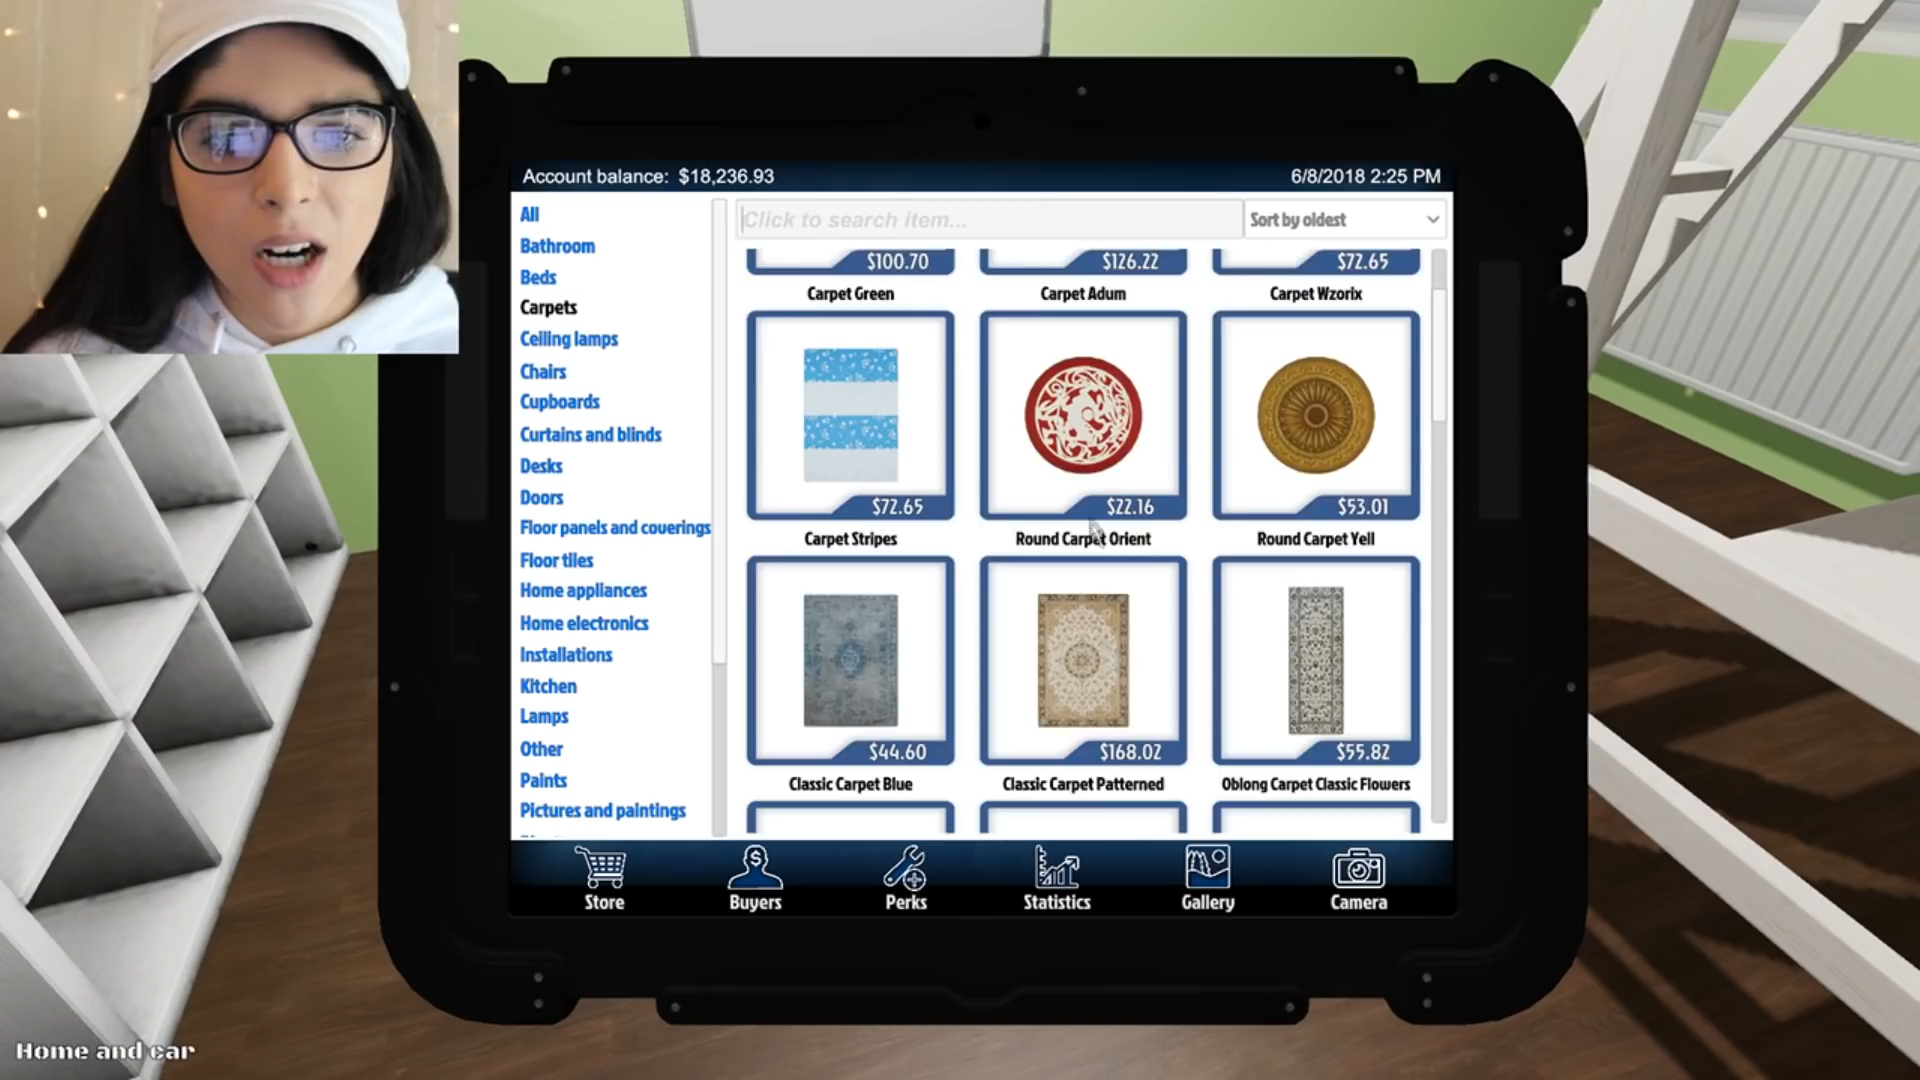 Account balance: $18,236.93
6/8/2018 2:25 PM
All
Bathroom
Beds
Carpets
Ceiling lamps
Chairs
Cupboards
Curtains and blinds
Desks
Doors
Floor panels and coverings
Floor tiles
Home appliances
Home electronics
Installations
Kitchen
Lamps
Other
Paints
Pictures and paintings
Click to search item...
Sort by oldest
$100.70
$126.22
$72.65
Carpet Green
Carpet Adum
Carpet Wzorix
$72.65
$22.16
$53.01
Carpet Stripes
Round Carpet Orient
Round Carpet Yell
$44.60
$168.02
$55.82
Classic Carpet Blue
Classic Carpet Patterned
Oblong Carpet Classic Flowers
Store
Buyers
Perks
Statistics
Gallery
Camera
Home and car